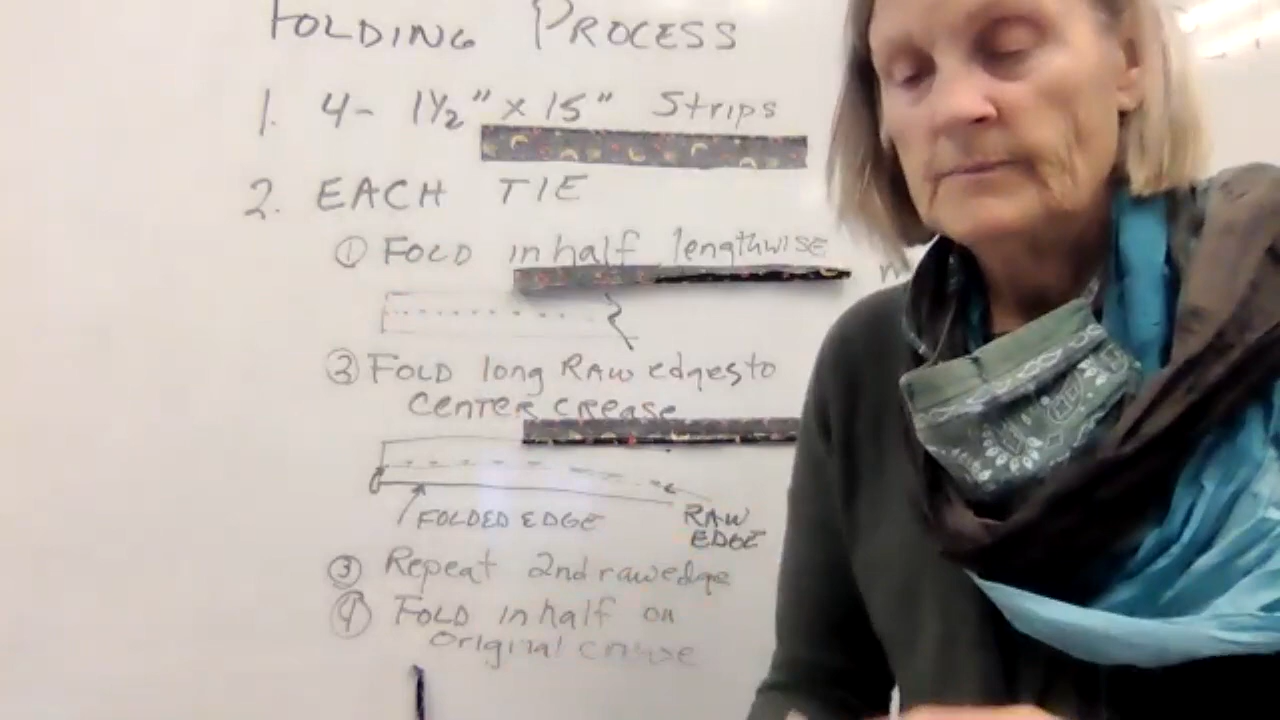 FOLDING PROCESS
1. 4- 1½" x 15" Strips
2. EACH TIE
① FOLD in half lengthwise
② FOLD long RAW edges to
CENTER CREASE
FOLDED EDGE
RAW
EDGE
③ Repeat 2nd raw edge
④ FOLD in half on
original crease